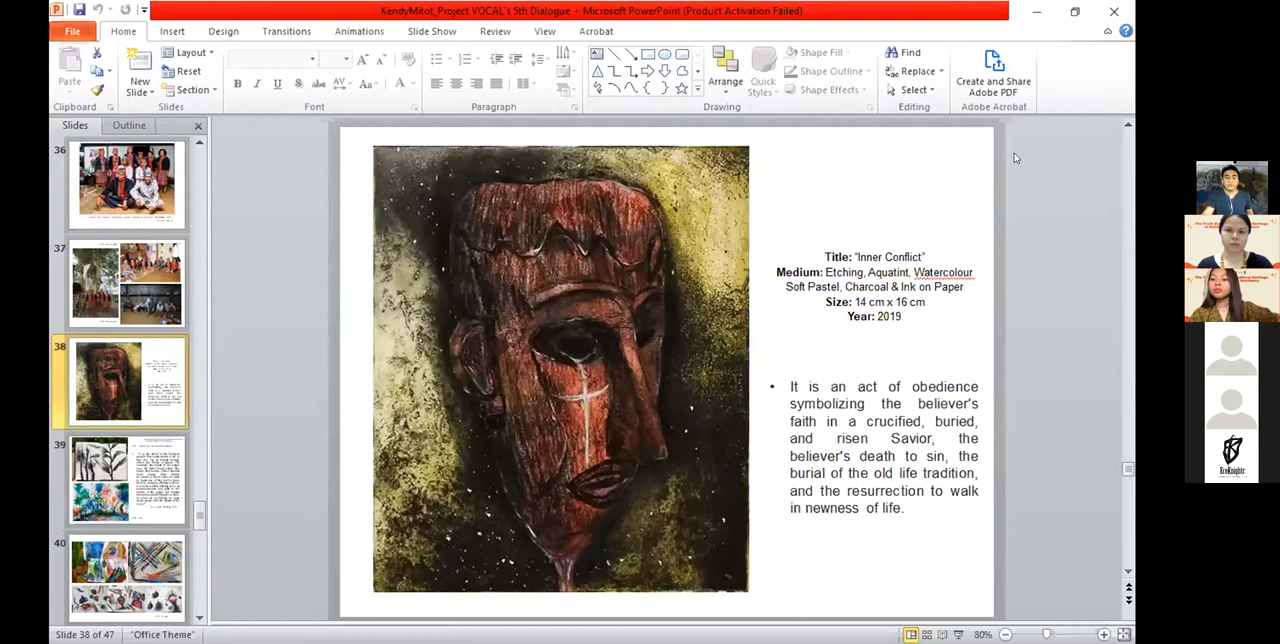 KendyMitot_Project VOCAL's 5th Dialogue - Microsoft PowerPoint (Product Activation Failed)
File Home Insert Design Transitions Animations Slide Show Review View Acrobat
Paste
New Slide
Layout
Reset
Section
Shape Fill
Shape Outline
Shape Effects
Arrange
Quick Styles
Find
Replace
Select
Create and Share Adobe PDF
Clipboard Slides Font Paragraph Drawing Editing Adobe Acrobat
Slides Outline
36
37
38
39
40
Title: "Inner Conflict"
Medium: Etching, Aquatint, Watercolour
Soft Pastel, Charcoal & Ink on Paper
Size: 14 cm x 16 cm
Year: 2019
• It is an act of obedience
symbolizing the believer's
faith in a crucified, buried,
and risen Savior, the
believer's death to sin, the
burial of the old life tradition,
and the resurrection to walk
in newness of life.
EcoKnights
Slide 38 of 47 "Office Theme" 80%